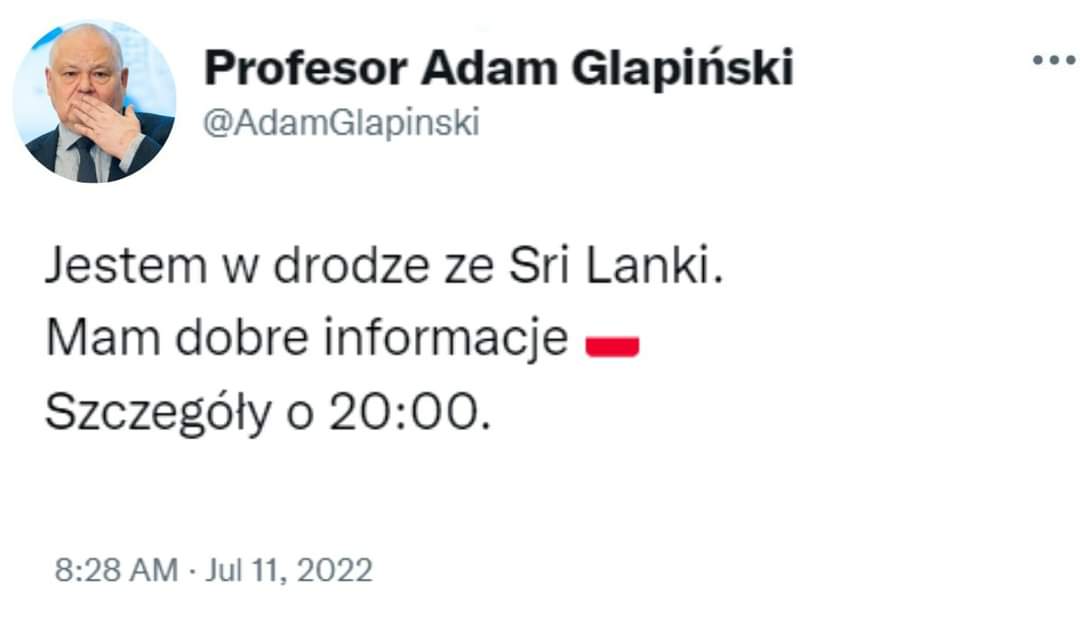 Profesor Adam Glapiński
@AdamGlapinski
Jestem w drodze ze Sri Lanki.
Mam dobre informacje 🇵🇱
Szczegóły o 20:00.
8:28 AM · Jul 11, 2022